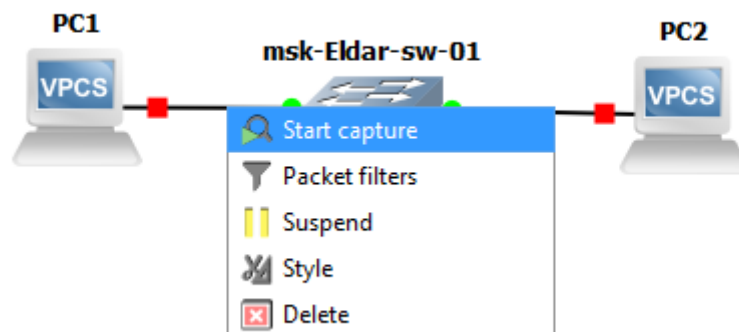 PC1
msk-Eldar-sw-01
PC2
VPCS
VPCS
Start capture
Packet filters
Suspend
Style
Delete